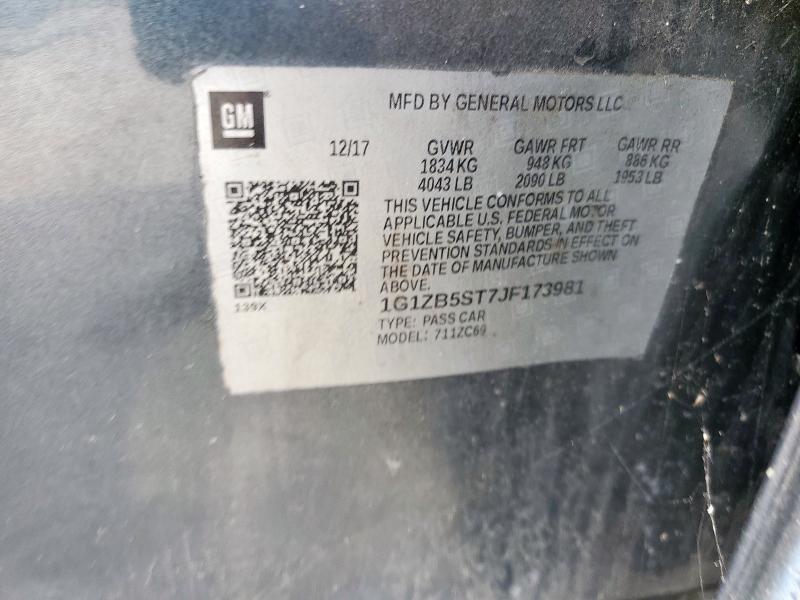 GM
MFD BY GENERAL MOTORS LLC
12/17 GVWR GAWR FRT GAWR RR
1834 KG 948 KG 886 KG
4043 LB 2090 LB 1953 LB
THIS VEHICLE CONFORMS TO ALL
APPLICABLE U.S. FEDERAL MOTOR
VEHICLE SAFETY, BUMPER, AND THEFT
PREVENTION STANDARDS IN EFFECT ON
THE DATE OF MANUFACTURE SHOWN
ABOVE.
1G1ZB5ST7JF173981
TYPE: PASS CAR
MODEL: 711ZC69
139X